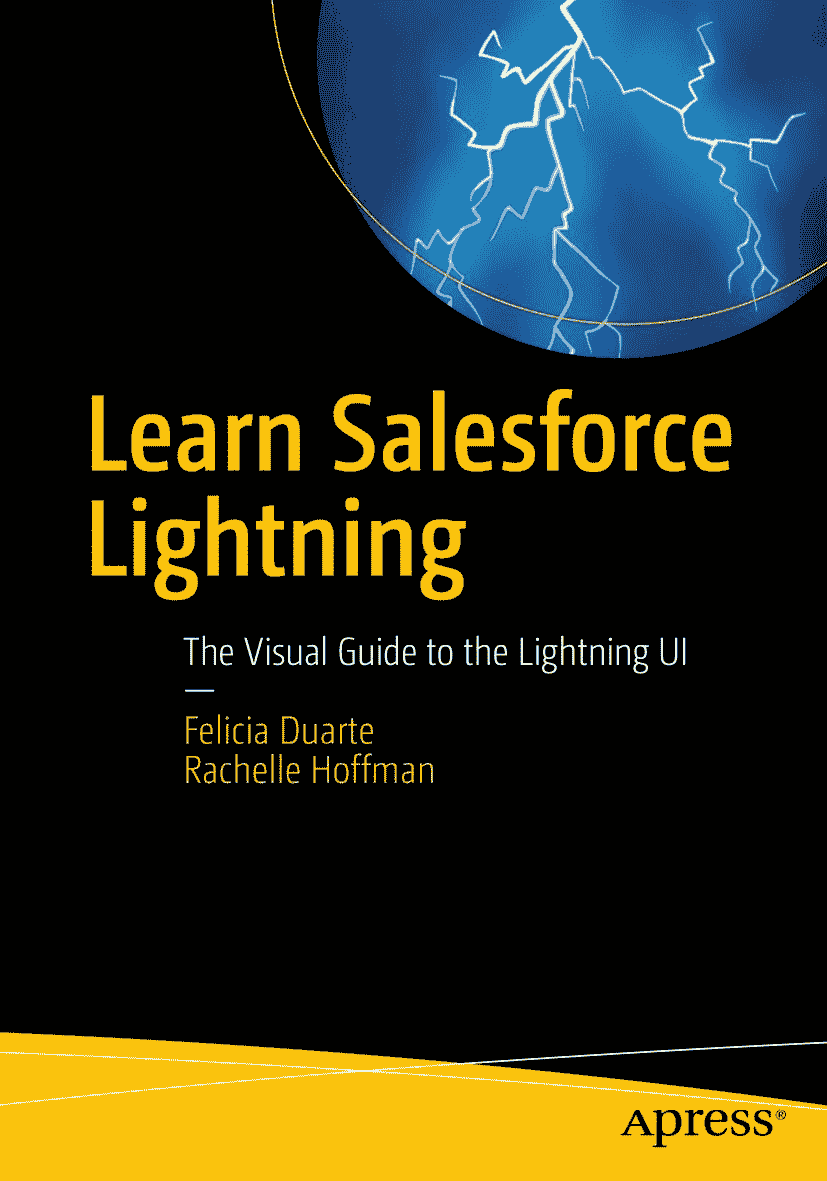 Learn Salesforce
Lightning
The Visual Guide to the Lightning UI
Felicia Duarte
Rachelle Hoffman
Apress®